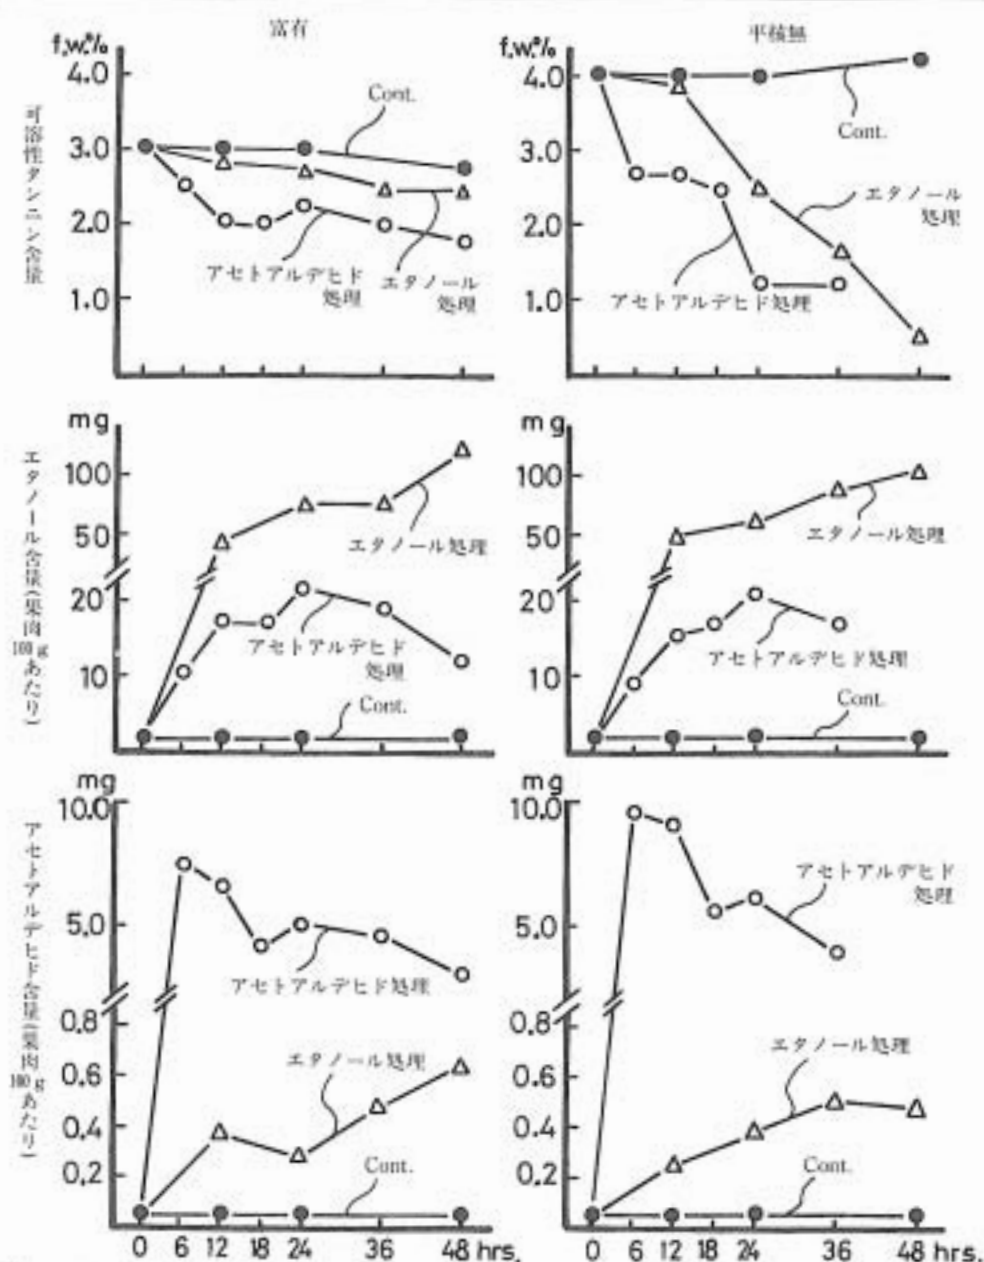 富有
f.w.%
4.0
3.0
2.0
1.0
可溶性タンニン含量
Cont.
アセトアルデヒド
処理
エタノール
処理
平核無
f.w.%
4.0
3.0
2.0
1.0
Cont.
エタノール
処理
アセトアルデヒド処理
mg
100
50
20
10
エタノール含量(果肉100gあたり)
エタノール処理
アセトアルデヒド
処理
Cont.
mg
100
50
20
10
エタノール処理
アセトアルデヒド処理
Cont.
mg
10.0
5.0
0.8
0.6
0.4
0.2
アセトアルデヒド含量(果肉100gあたり)
アセトアルデヒド処理
エタノール処理
Cont.
0 6 12 18 24 36 48 hrs.
mg
10.0
5.0
0.8
0.6
0.4
0.2
アセトアルデヒド
処理
エタノール処理
Cont.
0 6 12 18 24 36 48 hrs.